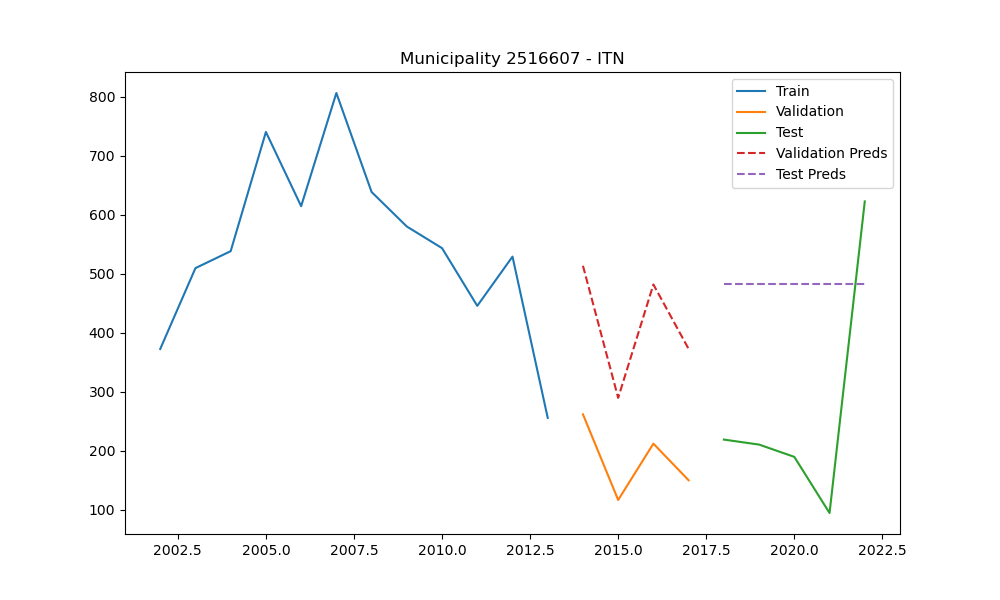 Municipality 2516607 - ITN
Train
Validation
Test
Validation Preds
Test Preds
800
700
600
500
400
300
200
100
2002.5 2005.0 2007.5 2010.0 2012.5 2015.0 2017.5 2020.0 2022.5